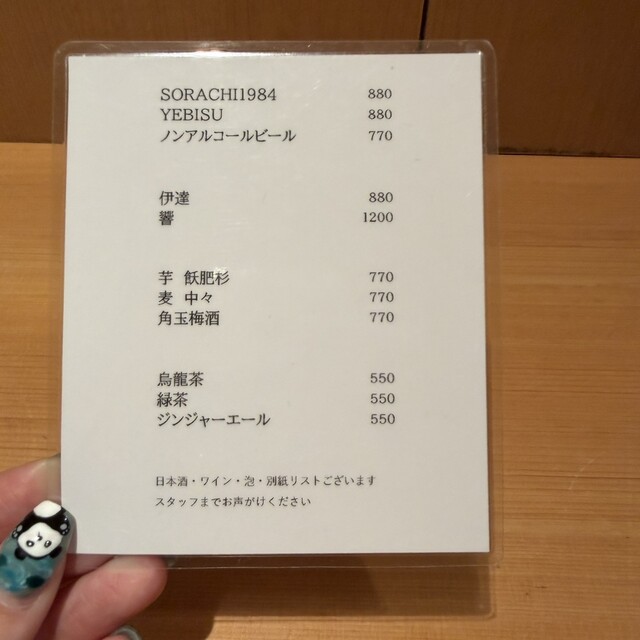 SORACHI1984 880
YEBISU 880
ノンアルコールビール 770
伊達 880
響 1200
芋 飫肥杉 770
麦 中々 770
角玉梅酒 770
烏龍茶 550
緑茶 550
ジンジャーエール 550
日本酒・ワイン・泡・別紙リストございます
スタッフまでお声がけください